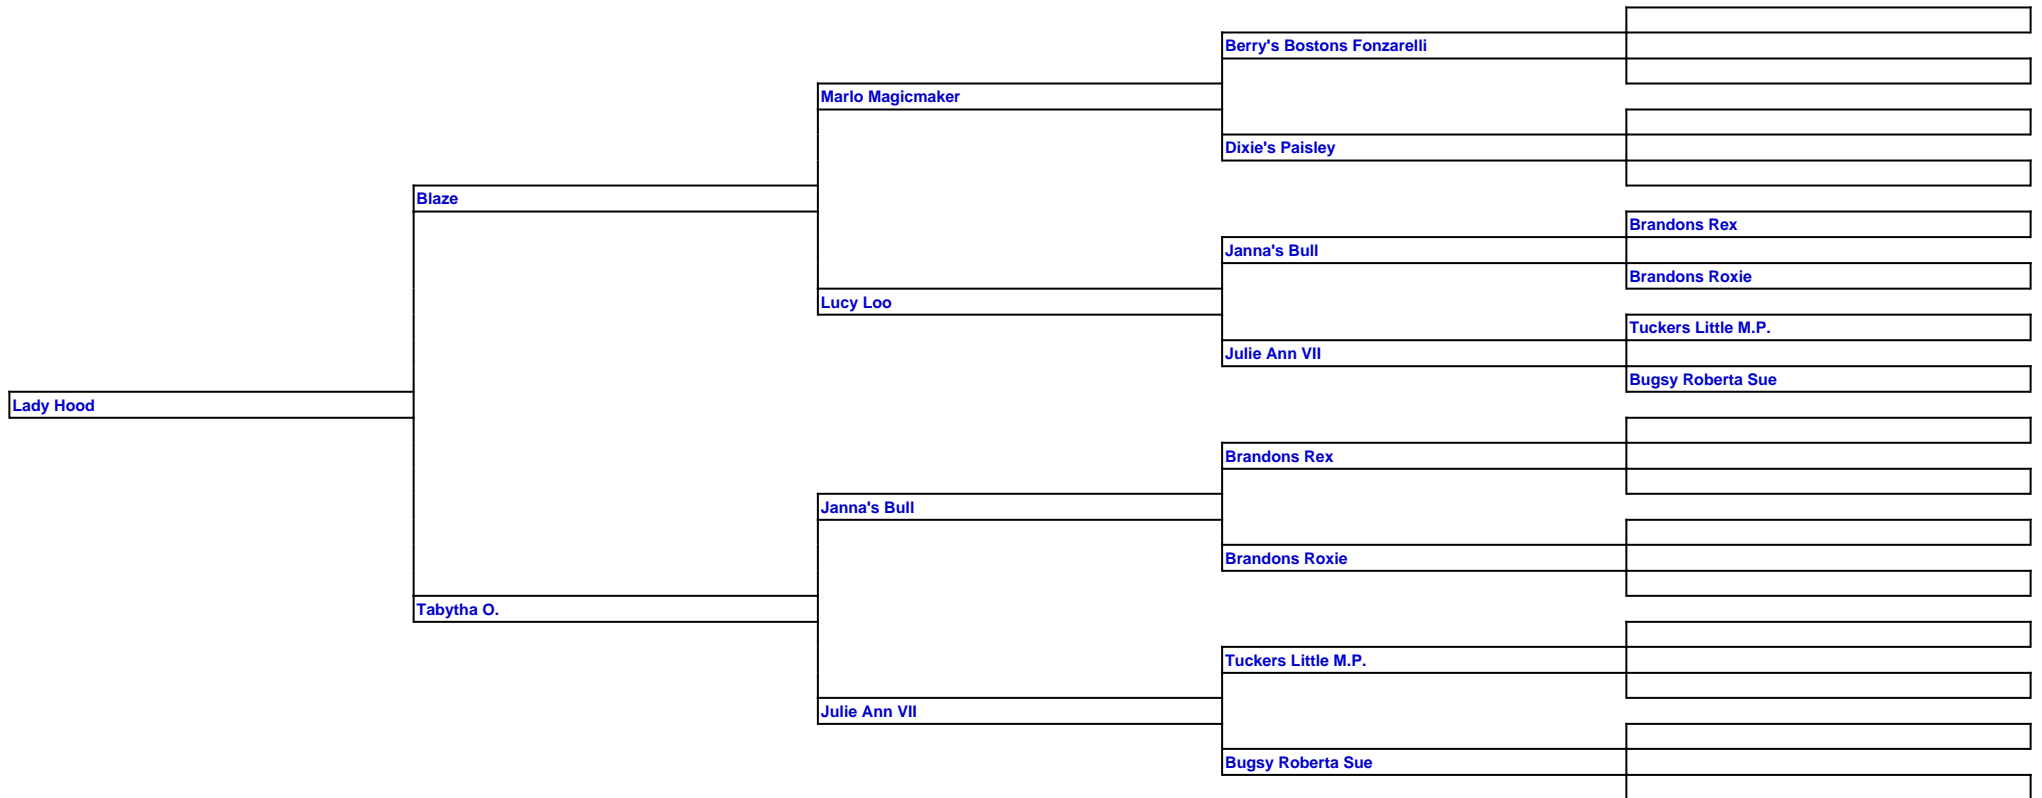 Berry's Bostons Fonzarelli
Marlo Magicmaker
Dixie's Paisley
Blaze
Brandons Rex
Janna's Bull
Brandons Roxie
Lucy Loo
Tuckers Little M.P.
Julie Ann VII
Bugsy Roberta Sue
Lady Hood
Brandons Rex
Janna's Bull
Brandons Roxie
Tabytha O.
Tuckers Little M.P.
Julie Ann VII
Bugsy Roberta Sue